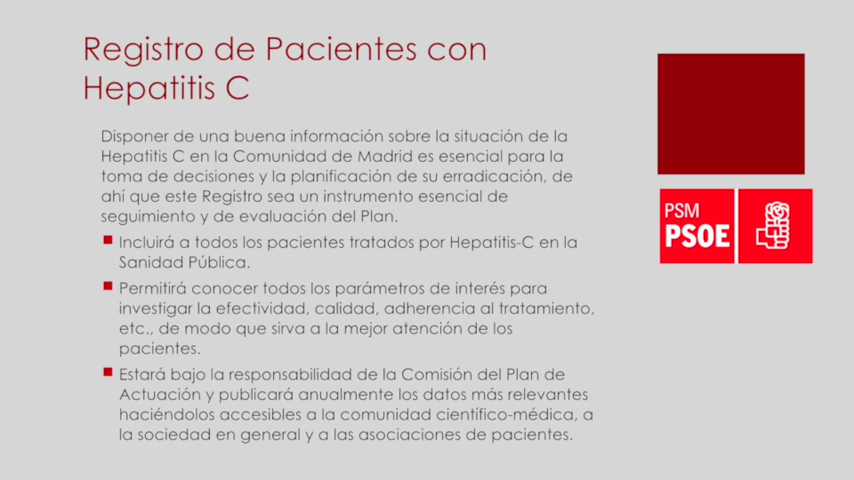 Registro de Pacientes con
Hepatitis C
Disponer de una buena información sobre la situación de la
Hepatitis C en la Comunidad de Madrid es esencial para la
toma de decisiones y la planificación de su erradicación, de
ahí que este Registro sea un instrumento esencial de
seguimiento y de evaluación del Plan.
Incluirá a todos los pacientes tratados por Hepatitis-C en la
Sanidad Pública.
Permitirá conocer todos los parámetros de interés para
investigar la efectividad, calidad, adherencia al tratamiento,
etc., de modo que sirva a la mejor atención de los
pacientes.
Estará bajo la responsabilidad de la Comisión del Plan de
Actuación y publicará anualmente los datos más relevantes
haciéndolos accesibles a la comunidad científico-médica, a
la sociedad en general y a las asociaciones de pacientes.
PSM
PSOE